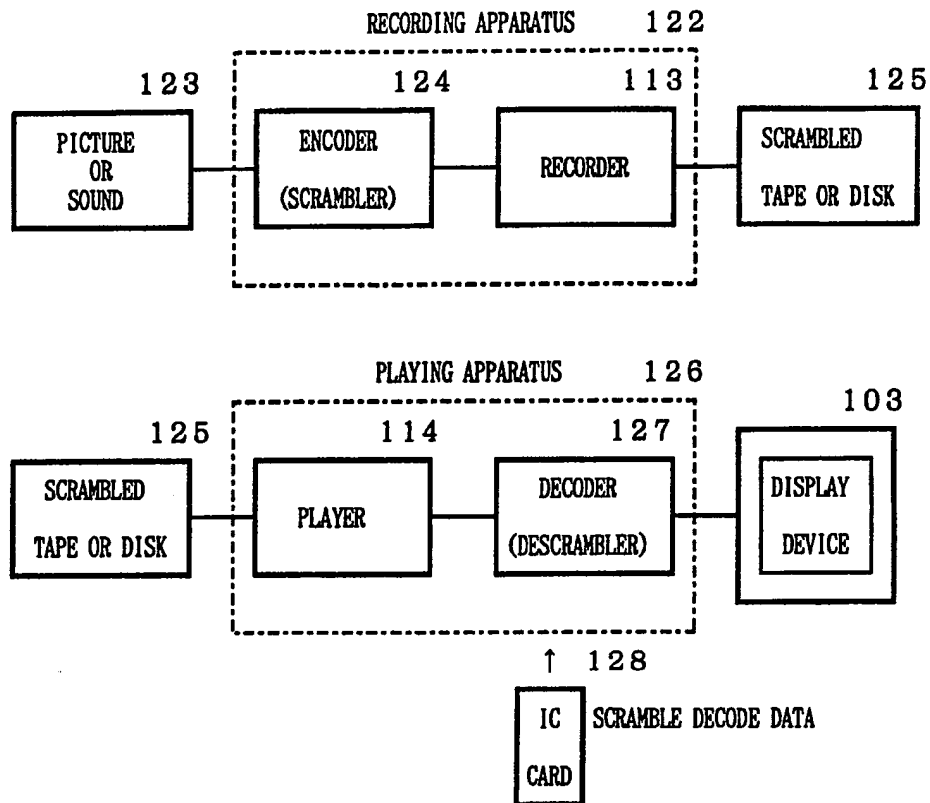 RECORDING APPARATUS 122
123 124 113 125
PICTURE
OR
SOUND
ENCODER
(SCRAMBLER)
RECORDER
SCRAMBLED
TAPE OR DISK
PLAYING APPARATUS 126
125 114 127 103
SCRAMBLED
TAPE OR DISK
PLAYER
DECODER
(DESCRAMBLER)
DISPLAY
DEVICE
↑ 128
IC
CARD
SCRAMBLE DECODE DATA